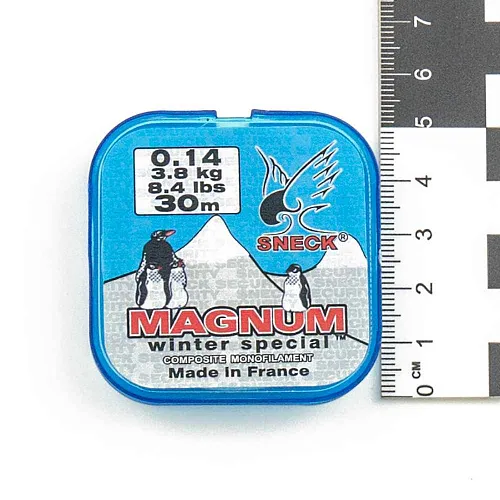 0.14
3.8 kg
8.4 lbs
30m
SNECK®
MAGNUM
winter special™
COMPOSITE MONOFILAMENT
Made In France
7
6
5
4
3
2
1
0 CM